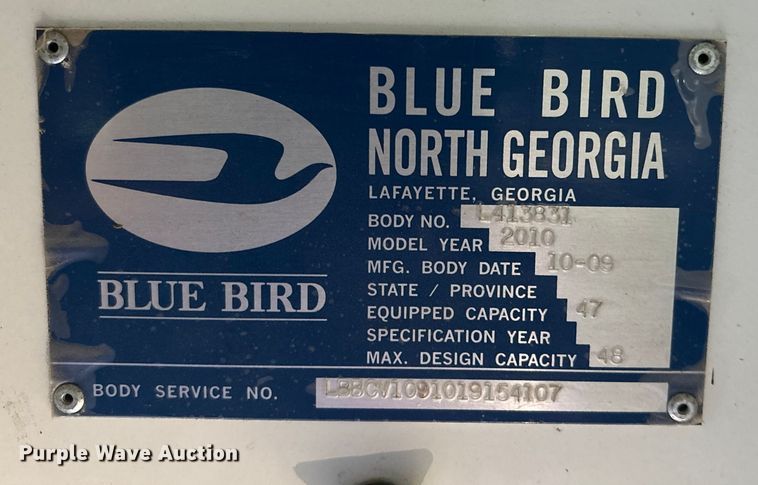 BLUE BIRD
BLUE BIRD
NORTH GEORGIA
LAFAYETTE, GEORGIA
BODY NO. L413831
MODEL YEAR 2010
MFG. BODY DATE 10-09
STATE / PROVINCE
EQUIPPED CAPACITY 47
SPECIFICATION YEAR
MAX. DESIGN CAPACITY 48
BODY SERVICE NO. LBBCV1091019154107
Purple Wave Auction